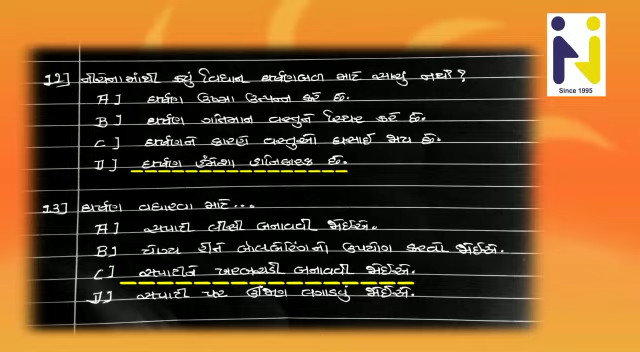 12] નીચેનામાંથી કયું વિધાન ઘર્ષણબળ માટે સાચું નથી?
A] ઘર્ષણ ઉષ્મા ઉત્પન્ન કરે છે.
B] ઘર્ષણ ગતિમાન વસ્તુને સ્થિર કરે છે.
C] ઘર્ષણને કારણે વસ્તુઓ ઘસાઈ જાય છે.
D] ઘર્ષણ હંમેશા હાનિકારક છે.
13] ઘર્ષણ વધારવા માટે...
A] સપાટી લીસી બનાવવી જોઈએ.
B] યોગ્ય રીતે બોલબેરિંગનો ઉપયોગ કરવો જોઈએ.
C] સપાટીને ખરબચડી બનાવવી જોઈએ.
D] સપાટી પર ઊંજણ લગાડવું જોઈએ.
Since 1995